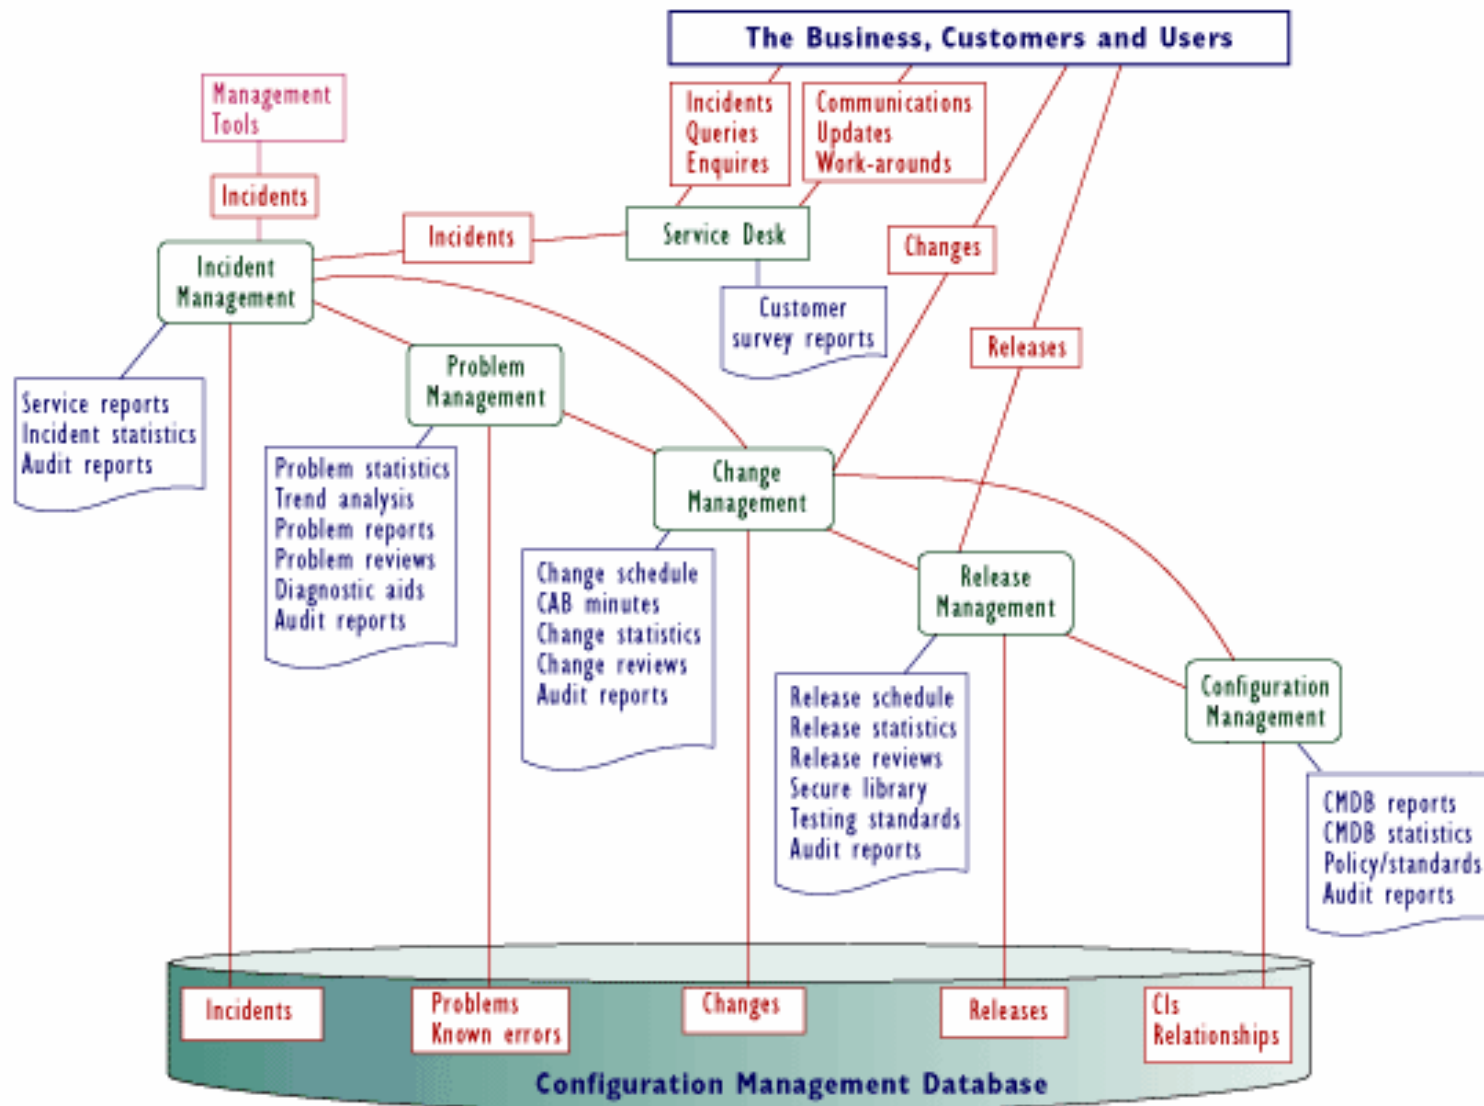 The Business, Customers and Users
Management
Tools
Incidents
Queries
Enquires
Communications
Updates
Work-arounds
Incidents
Incidents
Service Desk
Changes
Incident
Management
Customer
survey reports
Releases
Problem
Management
Service reports
Incident statistics
Audit reports
Problem statistics
Trend analysis
Problem reports
Problem reviews
Diagnostic aids
Audit reports
Change
Management
Change schedule
CAB minutes
Change statistics
Change reviews
Audit reports
Release
Management
Release schedule
Release statistics
Release reviews
Secure library
Testing standards
Audit reports
Configuration
Management
CMDB reports
CMDB statistics
Policy/standards
Audit reports
Incidents
Problems
Known errors
Changes
Releases
CIs
Relationships
Configuration Management Database